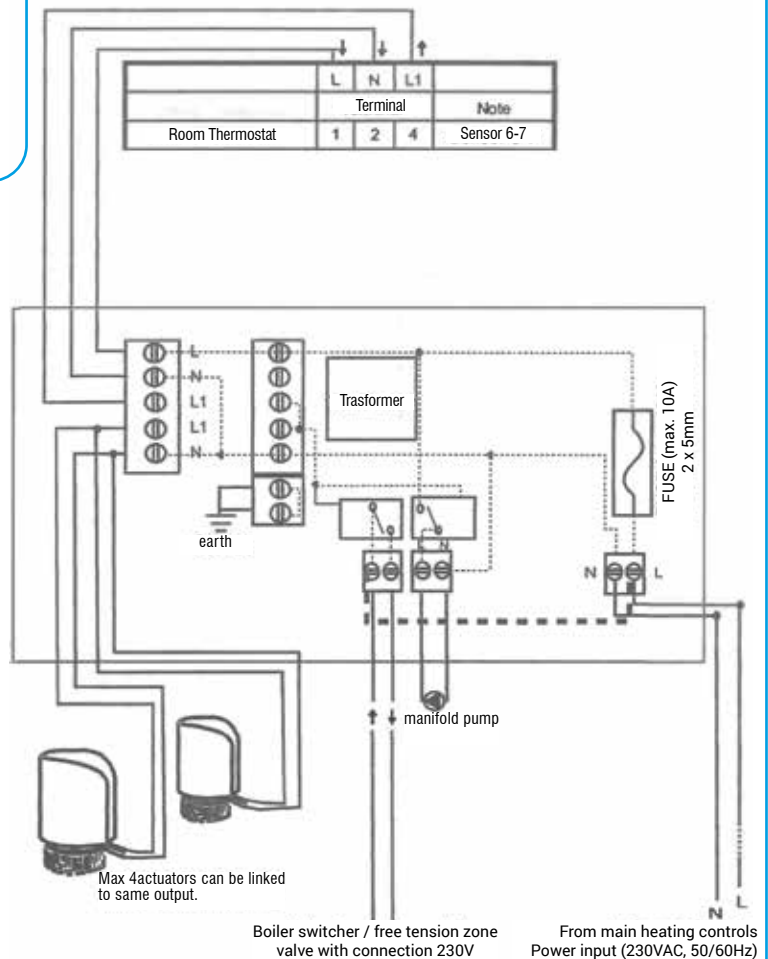 L N L1
Terminal Note
Room Thermostat 1 2 4 Sensor 6-7
L
N
L1
L1
N
Trasformer
FUSE (max. 10A)
2 x 5mm
earth
L N
N L
manifold pump
Max 4actuators can be linked
to same output.
N L
Boiler switcher / free tension zone
valve with connection 230V
From main heating controls
Power input (230VAC, 50/60Hz)